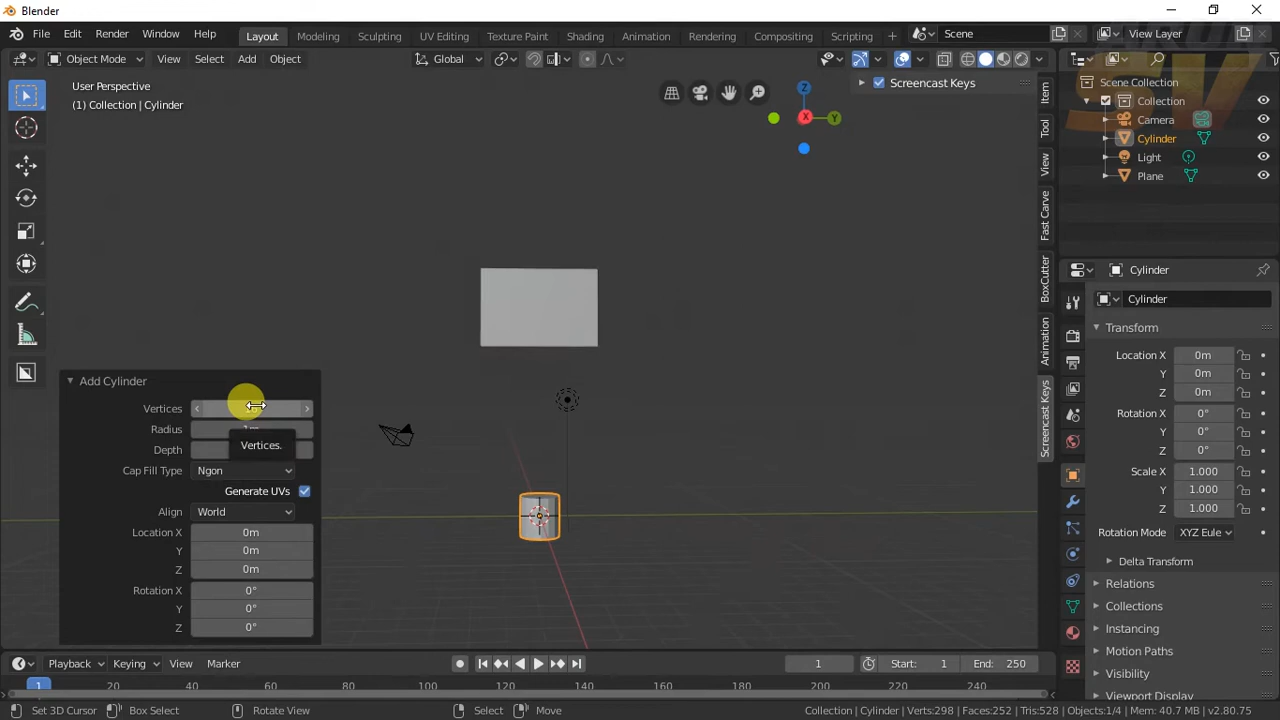 Blender
File Edit Render Window Help Layout Modeling Sculpting UV Editing Texture Paint Shading Animation Rendering Compositing Scripting + Scene View Layer
Object Mode View Select Add Object Global
User Perspective
(1) Collection | Cylinder
Z
X
Y
Screencast Keys
Item
Tool
View
Fast Carve
BoxCutter
Animation
Screencast Keys
Scene Collection
Collection
Camera
Cylinder
Light
Plane
Add Cylinder
Vertices
Radius
Vertices.
Depth
Cap Fill Type Ngon
Generate UVs
Align World
Location X 0m
Y 0m
Z 0m
Rotation X 0°
Y 0°
Z 0°
Cylinder
Cylinder
Transform
Location X 0m
Y 0m
Z 0m
Rotation X 0°
Y 0°
Z 0°
Scale X 1.000
Y 1.000
Z 1.000
Rotation Mode XYZ Eule
Delta Transform
Relations
Collections
Instancing
Motion Paths
Visibility
Viewport Display
Playback Keying View Marker 1 Start: 1 End: 250
1 20 40 60 80 100 120 140 160 180 200 220 240
Set 3D Cursor Box Select Rotate View Select Move Collection | Cylinder | Verts:298 | Faces:252 | Tris:528 | Objects:1/4 | Mem: 40.7 MB | v2.80.75